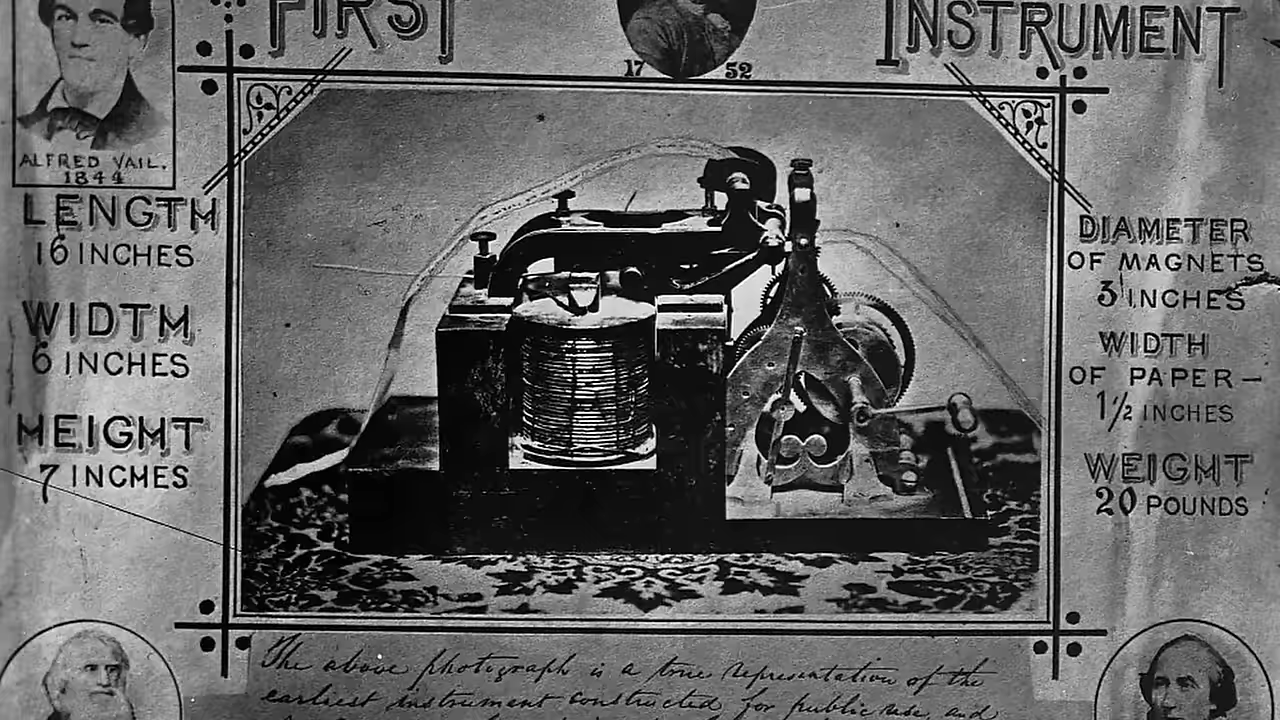 FIRST INSTRUMENT
17 52
ALFRED VAIL.
1844
LENGTH
16 INCHES
WIDTH
6 INCHES
HEIGHT
7 INCHES
DIAMETER
OF MAGNETS
3 INCHES
WIDTH
OF PAPER—
1½ INCHES
WEIGHT
20 POUNDS
The above photograph is a true representation of the
earliest instrument constructed for public use, and